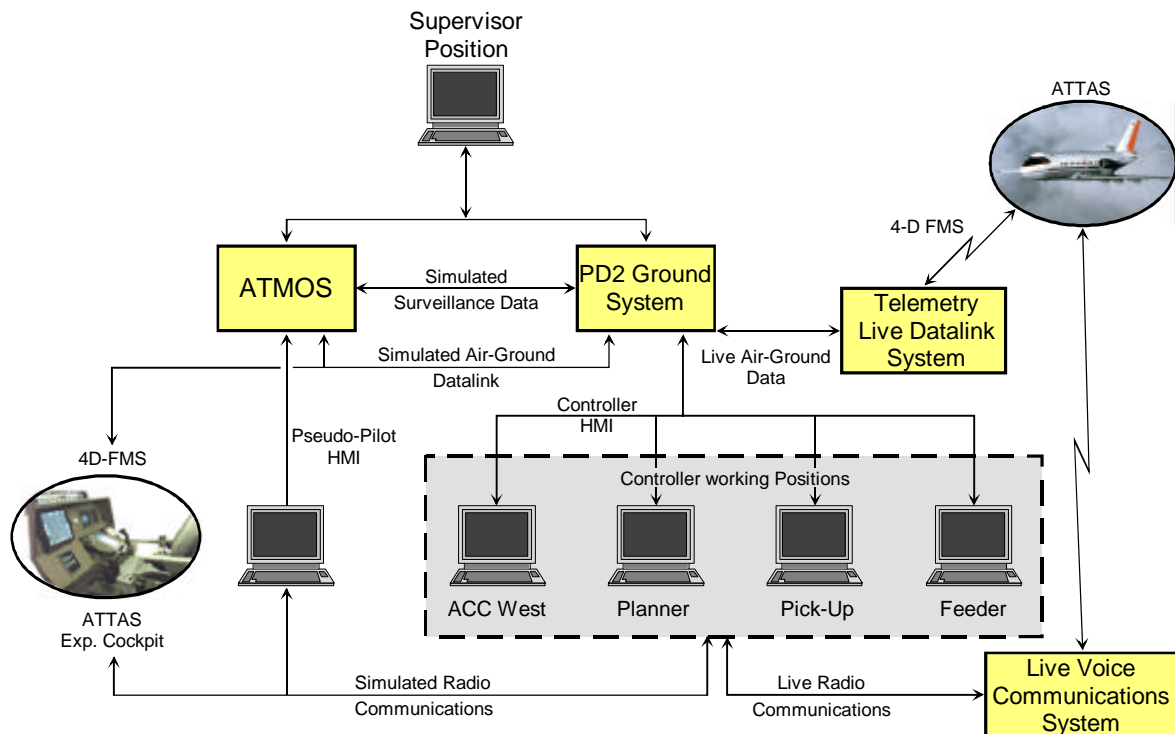 Supervisor
Position
ATTAS
4-D FMS
ATMOS
Simulated
Surveillance Data
PD2 Ground
System
Telemetry
Live Datalink
System
Simulated Air-Ground
Datalink
Live Air-Ground
Data
Controller
HMI
Pseudo-Pilot
HMI
4D-FMS
Controller working Positions
ACC West
Planner
Pick-Up
Feeder
ATTAS
Exp. Cockpit
Simulated Radio
Communications
Live Radio
Communications
Live Voice
Communications
System